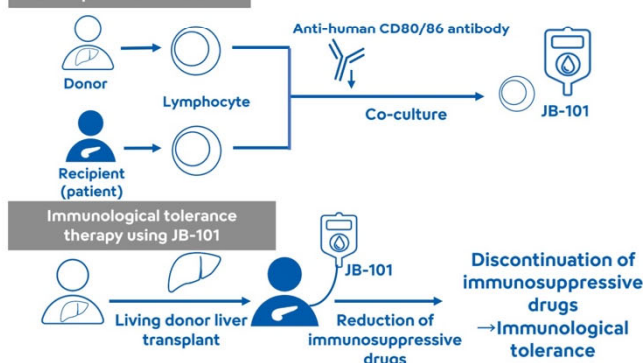 Anti-human CD80/86 antibody
Donor
Lymphocyte
Co-culture
JB-101
Recipient
(patient)
Immunological tolerance
therapy using JB-101
JB-101
Living donor liver
transplant
Reduction of
immunosuppressive
drugs
Discontinuation of
immunosuppressive
drugs
→Immunological
tolerance